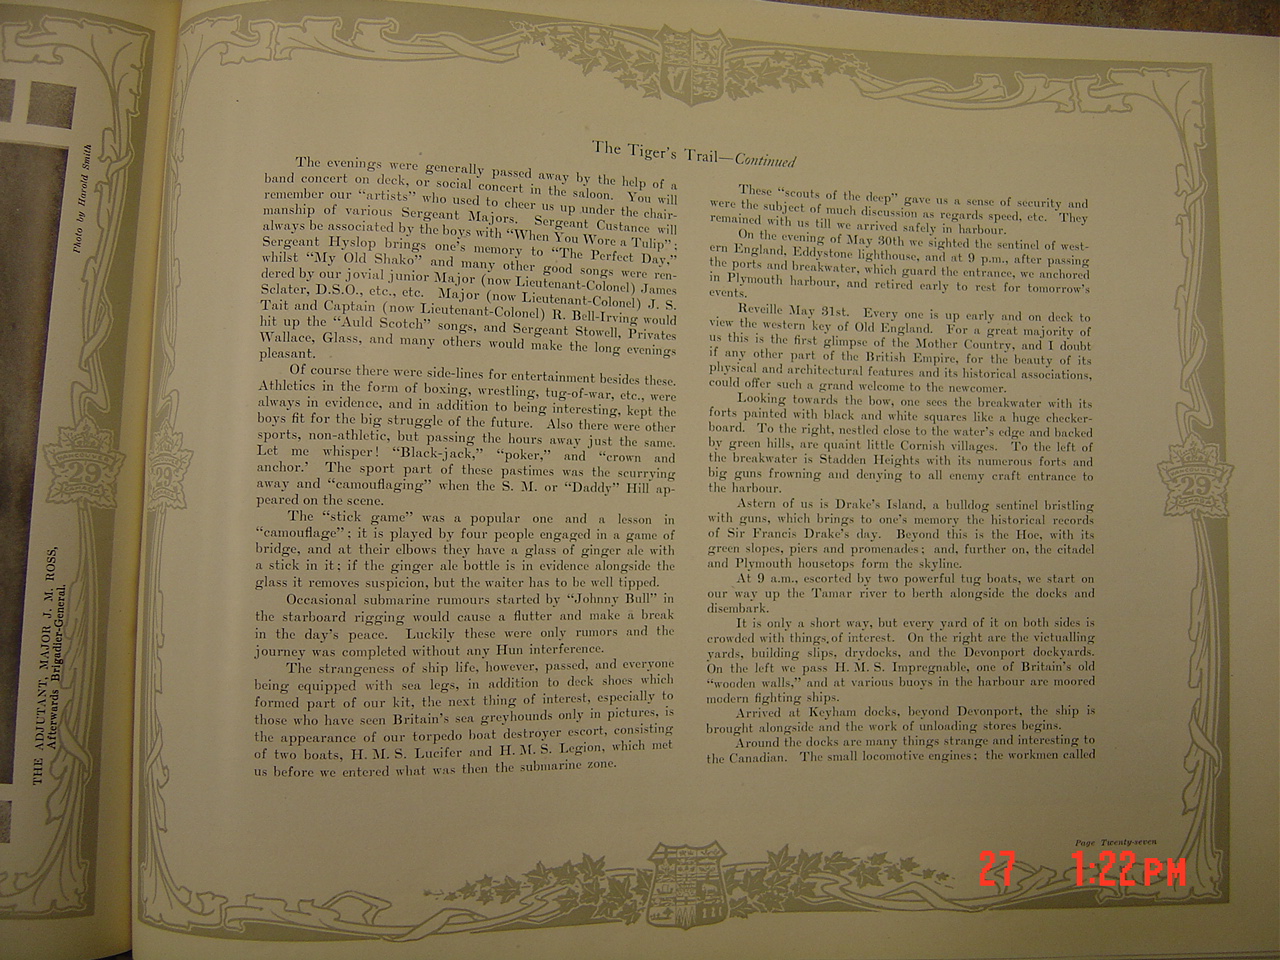 Photo by Harold Smith
THE ADJUTANT, MAJOR J. M. ROSS,
Afterwards Brigadier-General.
The Tiger's Trail—Continued
The evenings were generally passed away by the help of a
band concert on deck, or social concert in the saloon. You will
remember our "artists" who used to cheer us up under the chair-
manship of various Sergeant Majors. Sergeant Custance will
always be associated by the boys with "When You Wore a Tulip";
Sergeant Hyslop brings one's memory to "The Perfect Day,"
whilst "My Old Shako" and many other good songs were ren-
dered by our jovial junior Major (now Lieutenant-Colonel) James
Sclater, D.S.O., etc., etc. Major (now Lieutenant-Colonel) J. S.
Tait and Captain (now Lieutenant-Colonel) R. Bell-Irving would
hit up the "Auld Scotch" songs, and Sergeant Stowell, Privates
Wallace, Glass, and many others would make the long evenings
pleasant.
Of course there were side-lines for entertainment besides these.
Athletics in the form of boxing, wrestling, tug-of-war, etc., were
always in evidence, and in addition to being interesting, kept the
boys fit for the big struggle of the future. Also there were other
sports, non-athletic, but passing the hours away just the same.
Let me whisper! "Black-jack," "poker," and "crown and
anchor.' The sport part of these pastimes was the scurrying
away and "camouflaging" when the S. M. or "Daddy" Hill ap-
peared on the scene.
The "stick game" was a popular one and a lesson in
"camouflage"; it is played by four people engaged in a game of
bridge, and at their elbows they have a glass of ginger ale with
a stick in it; if the ginger ale bottle is in evidence alongside the
glass it removes suspicion, but the waiter has to be well tipped.
Occasional submarine rumours started by "Johnny Bull" in
the starboard rigging would cause a flutter and make a break
in the day's peace. Luckily these were only rumors and the
journey was completed without any Hun interference.
The strangeness of ship life, however, passed, and everyone
being equipped with sea legs, in addition to deck shoes which
formed part of our kit, the next thing of interest, especially to
those who have seen Britain's sea greyhounds only in pictures, is
the appearance of our torpedo boat destroyer escort, consisting
of two boats, H. M. S. Lucifer and H. M. S. Legion, which met
us before we entered what was then the submarine zone.
These "scouts of the deep" gave us a sense of security and
were the subject of much discussion as regards speed, etc. They
remained with us till we arrived safely in harbour.
On the evening of May 30th we sighted the sentinel of west-
ern England, Eddystone lighthouse, and at 9 p.m., after passing
the ports and breakwater, which guard the entrance, we anchored
in Plymouth harbour, and retired early to rest for tomorrow's
events.
Reveille May 31st. Every one is up early and on deck to
view the western key of Old England. For a great majority of
us this is the first glimpse of the Mother Country, and I doubt
if any other part of the British Empire, for the beauty of its
physical and architectural features and its historical associations,
could offer such a grand welcome to the newcomer.
Looking towards the bow, one sees the breakwater with its
forts painted with black and white squares like a huge checker-
board. To the right, nestled close to the water's edge and backed
by green hills, are quaint little Cornish villages. To the left of
the breakwater is Stadden Heights with its numerous forts and
big guns frowning and denying to all enemy craft entrance to
the harbour.
Astern of us is Drake's Island, a bulldog sentinel bristling
with guns, which brings to one's memory the historical records
of Sir Francis Drake's day. Beyond this is the Hoe, with its
green slopes, piers and promenades; and, further on, the citadel
and Plymouth housetops form the skyline.
At 9 a.m., escorted by two powerful tug boats, we start on
our way up the Tamar river to berth alongside the docks and
disembark.
It is only a short way, but every yard of it on both sides is
crowded with things of interest. On the right are the victualling
yards, building slips, drydocks, and the Devonport dockyards.
On the left we pass H. M. S. Impregnable, one of Britain's old
"wooden walls," and at various buoys in the harbour are moored
modern fighting ships.
Arrived at Keyham docks, beyond Devonport, the ship is
brought alongside and the work of unloading stores begins.
Around the docks are many things strange and interesting to
the Canadian. The small locomotive engines; the workmen called
Page Twenty-seven
VANCOUVER
29
29
VANCOUVER
29
27 1:22 PM